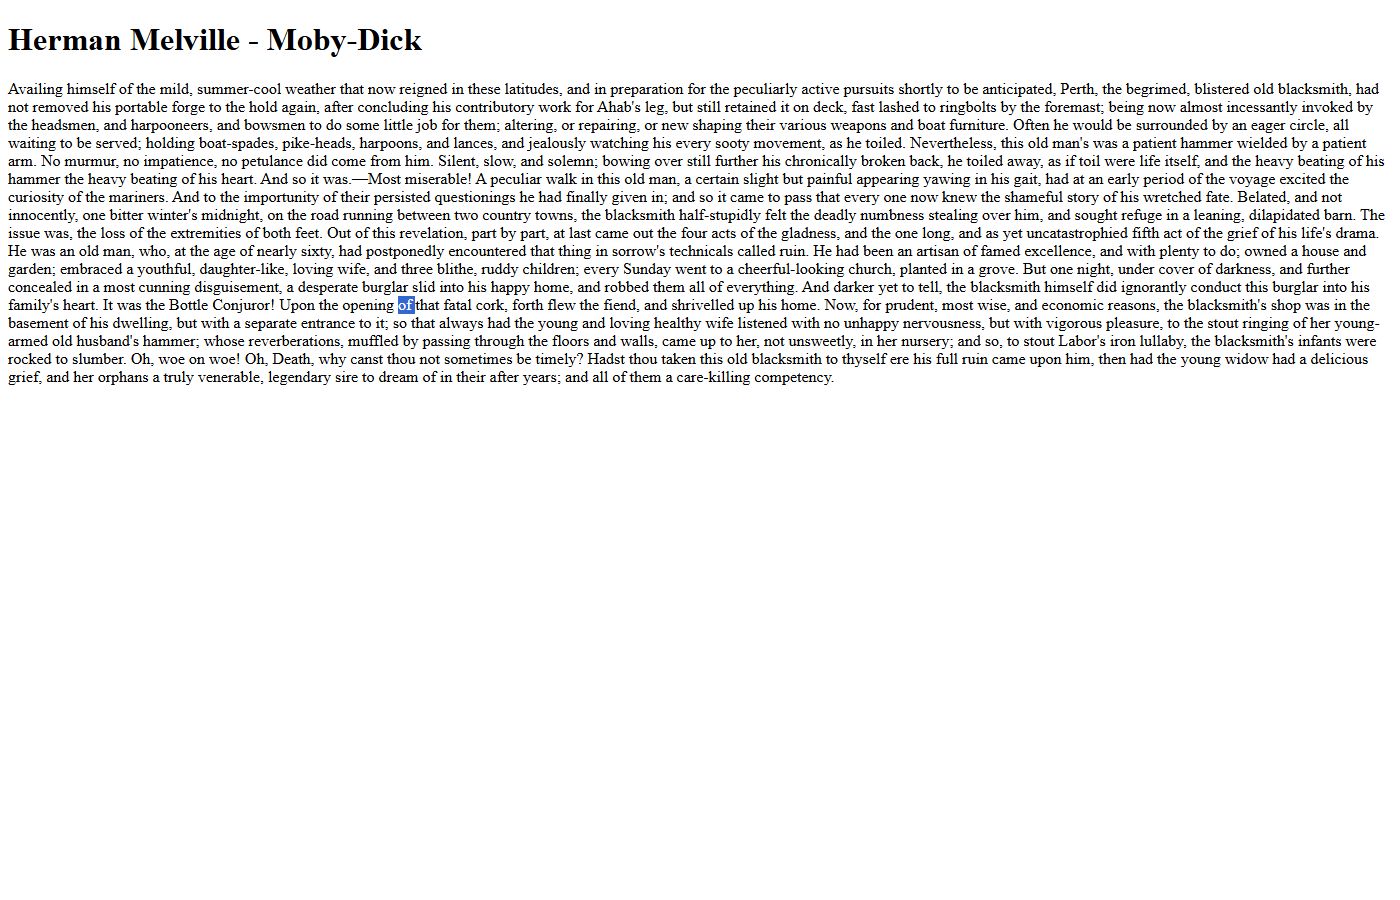 Herman Melville - Moby-Dick
Availing himself of the mild, summer-cool weather that now reigned in these latitudes, and in preparation for the peculiarly active pursuits shortly to be anticipated, Perth, the begrimed, blistered old blacksmith, had
not removed his portable forge to the hold again, after concluding his contributory work for Ahab's leg, but still retained it on deck, fast lashed to ringbolts by the foremast; being now almost incessantly invoked by
the headsmen, and harpooneers, and bowsmen to do some little job for them; altering, or repairing, or new shaping their various weapons and boat furniture. Often he would be surrounded by an eager circle, all
waiting to be served; holding boat-spades, pike-heads, harpoons, and lances, and jealously watching his every sooty movement, as he toiled. Nevertheless, this old man's was a patient hammer wielded by a patient
arm. No murmur, no impatience, no petulance did come from him. Silent, slow, and solemn; bowing over still further his chronically broken back, he toiled away, as if toil were life itself, and the heavy beating of his
hammer the heavy beating of his heart. And so it was.—Most miserable! A peculiar walk in this old man, a certain slight but painful appearing yawing in his gait, had at an early period of the voyage excited the
curiosity of the mariners. And to the importunity of their persisted questionings he had finally given in; and so it came to pass that every one now knew the shameful story of his wretched fate. Belated, and not
innocently, one bitter winter's midnight, on the road running between two country towns, the blacksmith half-stupidly felt the deadly numbness stealing over him, and sought refuge in a leaning, dilapidated barn. The
issue was, the loss of the extremities of both feet. Out of this revelation, part by part, at last came out the four acts of the gladness, and the one long, and as yet uncatastrophied fifth act of the grief of his life's drama.
He was an old man, who, at the age of nearly sixty, had postponedly encountered that thing in sorrow's technicals called ruin. He had been an artisan of famed excellence, and with plenty to do; owned a house and
garden; embraced a youthful, daughter-like, loving wife, and three blithe, ruddy children; every Sunday went to a cheerful-looking church, planted in a grove. But one night, under cover of darkness, and further
concealed in a most cunning disguisement, a desperate burglar slid into his happy home, and robbed them all of everything. And darker yet to tell, the blacksmith himself did ignorantly conduct this burglar into his
family's heart. It was the Bottle Conjuror! Upon the opening of that fatal cork, forth flew the fiend, and shrivelled up his home. Now, for prudent, most wise, and economic reasons, the blacksmith's shop was in the
basement of his dwelling, but with a separate entrance to it; so that always had the young and loving healthy wife listened with no unhappy nervousness, but with vigorous pleasure, to the stout ringing of her young-
armed old husband's hammer; whose reverberations, muffled by passing through the floors and walls, came up to her, not unsweetly, in her nursery; and so, to stout Labor's iron lullaby, the blacksmith's infants were
rocked to slumber. Oh, woe on woe! Oh, Death, why canst thou not sometimes be timely? Hadst thou taken this old blacksmith to thyself ere his full ruin came upon him, then had the young widow had a delicious
grief, and her orphans a truly venerable, legendary sire to dream of in their after years; and all of them a care-killing competency.